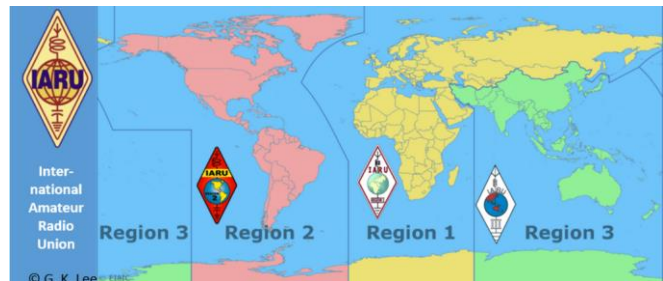 IARU
Inter-
national
Amateur
Radio
Union
© G. K. Lee
IARU
IARU
Region 3
Region 2
Region 1
Region 3